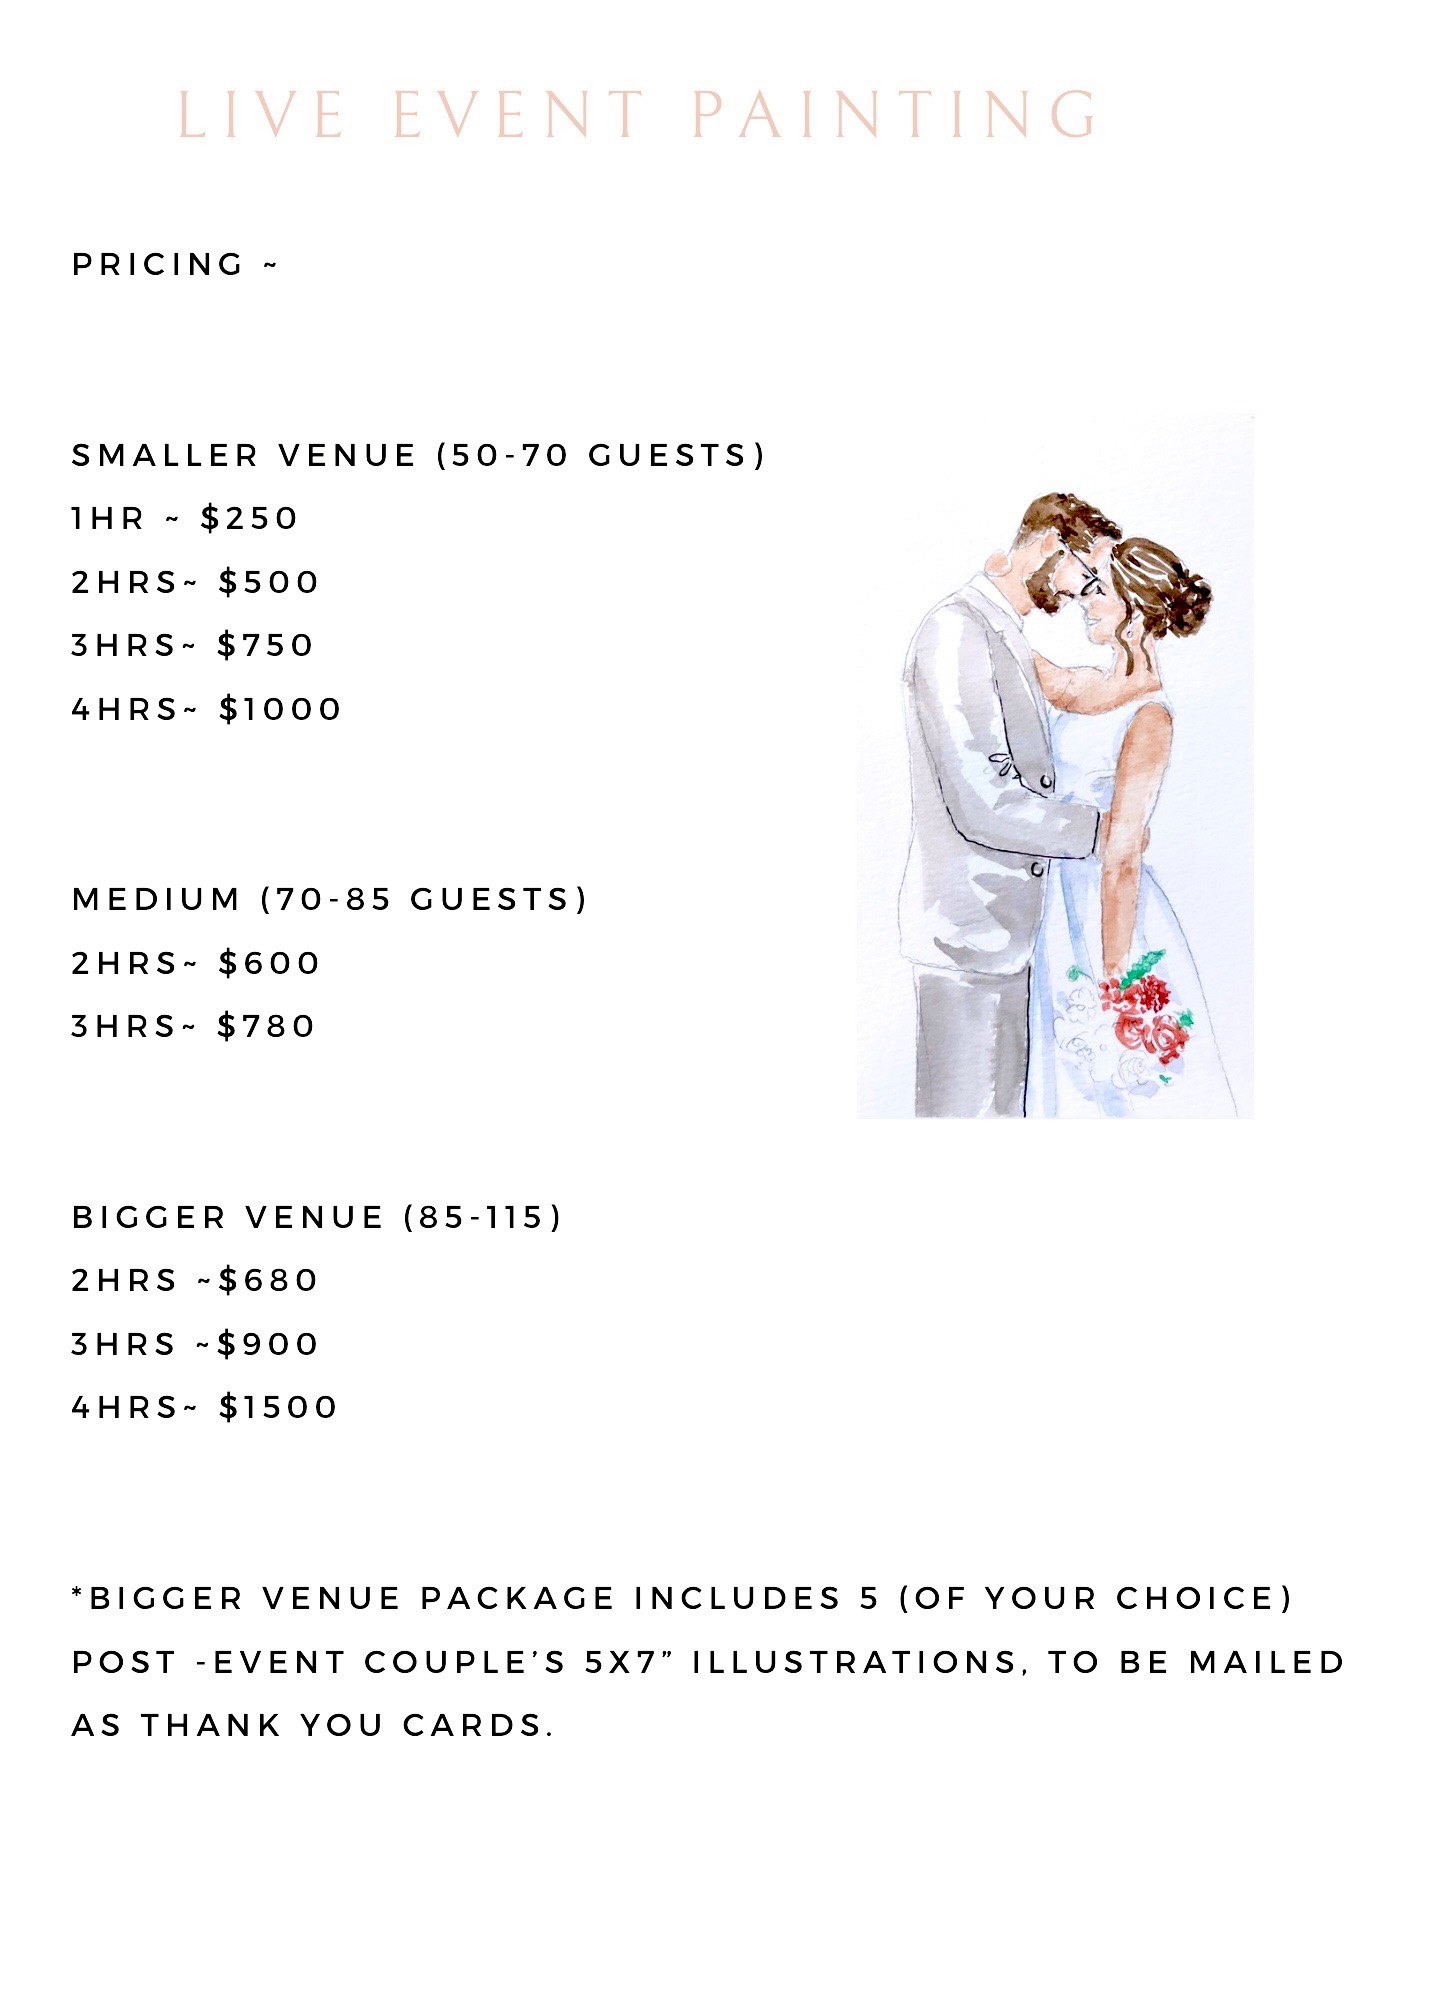 LIVE EVENT PAINTING
PRICING ~
SMALLER VENUE (50-70 GUESTS)
1HR ~ $250
2HRS~ $500
3HRS~ $750
4HRS~ $1000
MEDIUM (70-85 GUESTS)
2HRS~ $600
3HRS~ $780
BIGGER VENUE (85-115)
2HRS ~$680
3HRS ~$900
4HRS~ $1500
*BIGGER VENUE PACKAGE INCLUDES 5 (OF YOUR CHOICE)
POST -EVENT COUPLE’S 5X7” ILLUSTRATIONS, TO BE MAILED
AS THANK YOU CARDS.